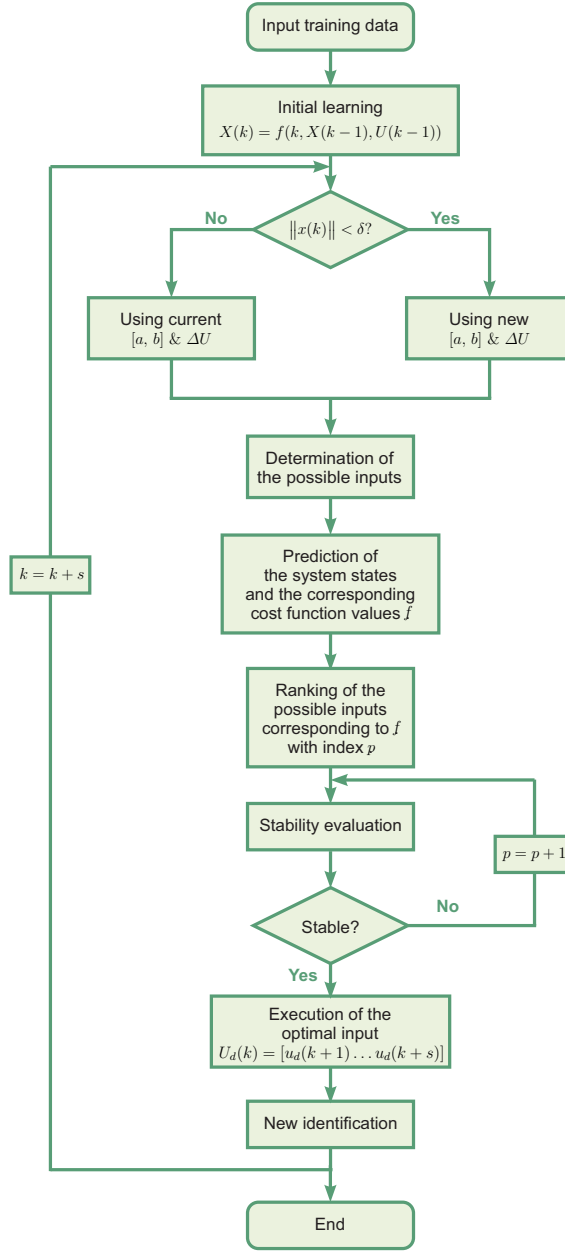 Input training data
Initial learning
X(k) = f(k, X(k−1), U(k−1))
‖x(k)‖ < δ?
No
Yes
Using current
[a, b] & ΔU
Using new
[a, b] & ΔU
Determination of
the possible inputs
k = k + s
Prediction of
the system states
and the corresponding
cost function values f
Ranking of the
possible inputs
corresponding to f
with index p
Stability evaluation
p = p + 1
Stable?
No
Yes
Execution of the
optimal input
U_d(k) = [u_d(k+1) … u_d(k+s)]
New identification
End